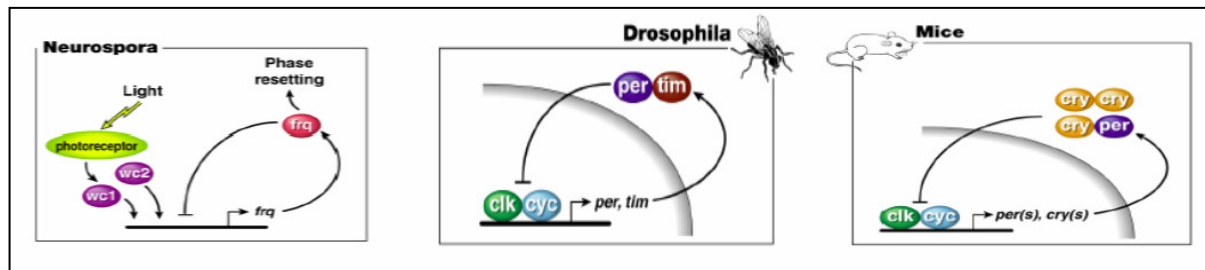 Neurospora
Phase
resetting
Light
frq
photoreceptor
wc2
wc1
frq
Drosophila
per tim
clk cyc
per, tim
Mice
cry cry
cry per
clk cyc
per(s), cry(s)